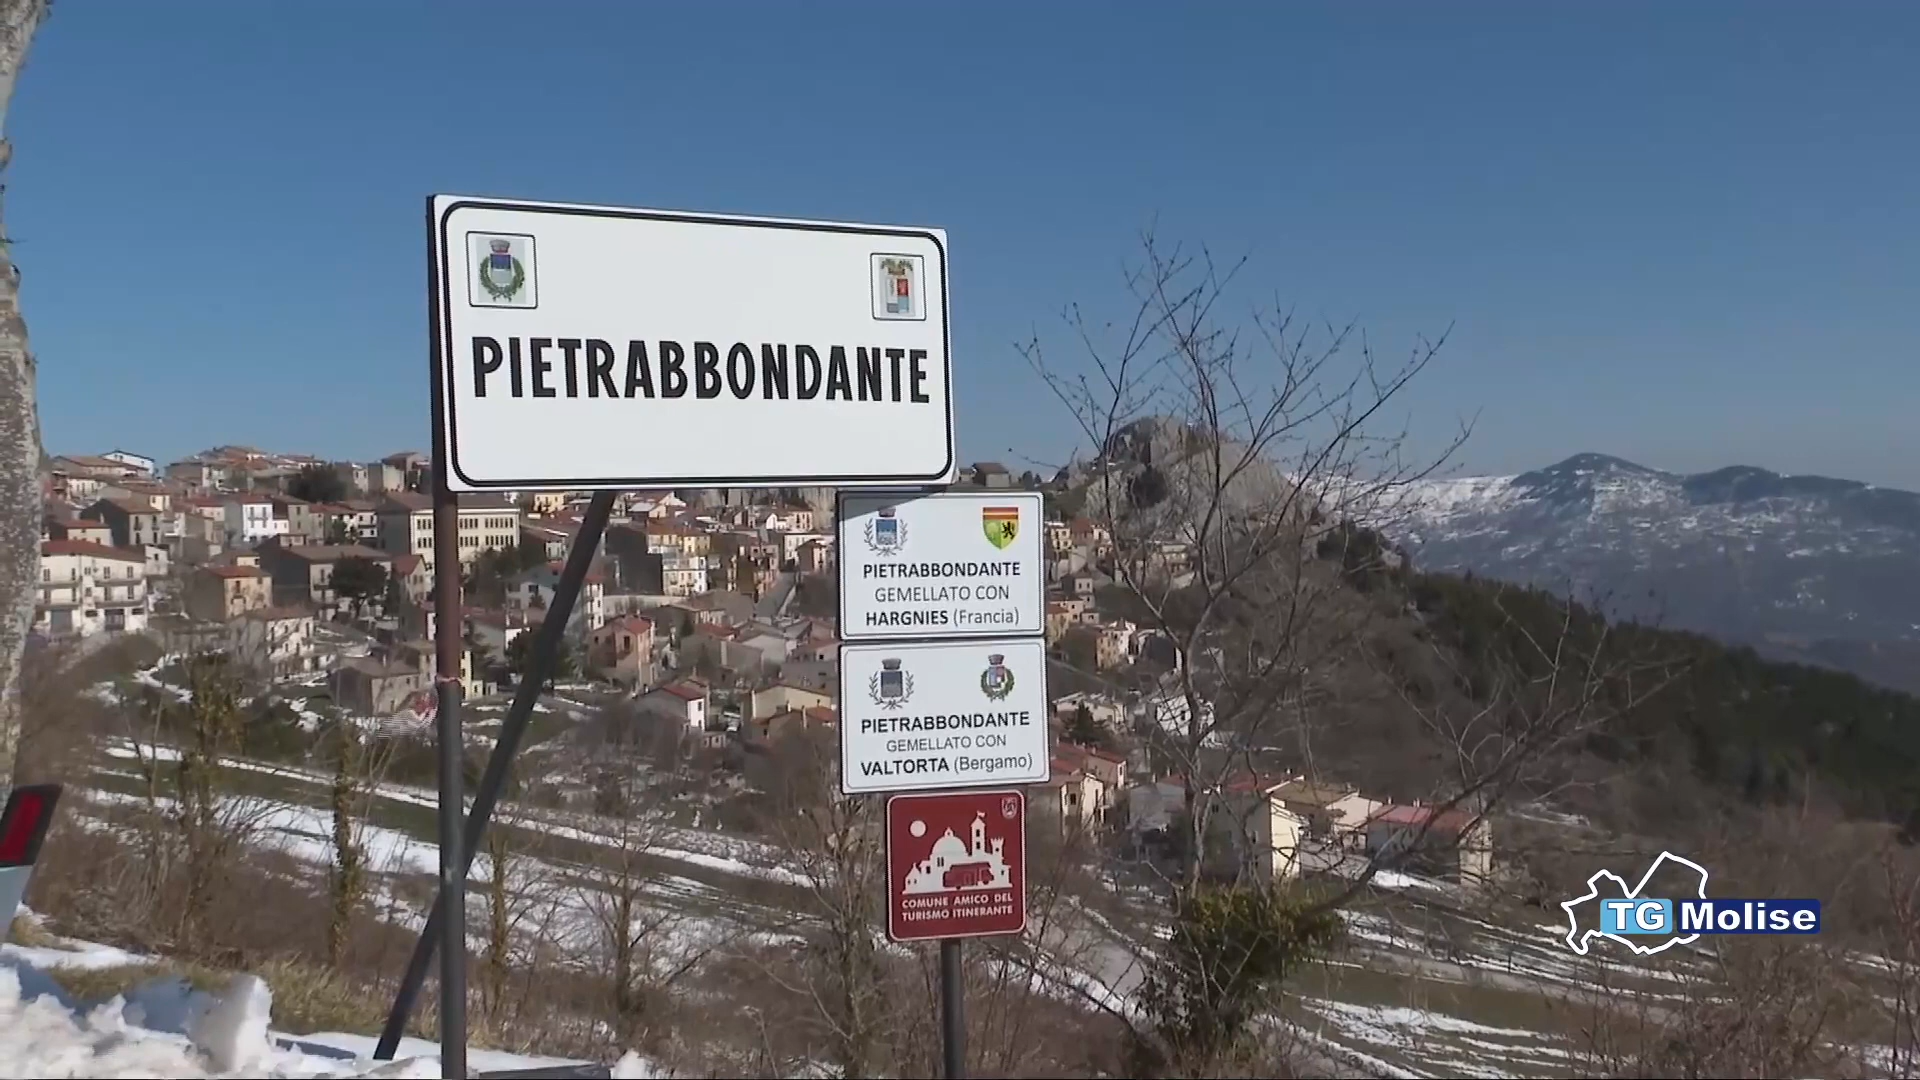 PIETRABBONDANTE
PIETRABBONDANTE
GEMELLATO CON
HARGNIES (Francia)
PIETRABBONDANTE
GEMELLATO CON
VALTORTA (Bergamo)
COMUNE AMICO DEL
TURISMO ITINERANTE
TG Molise